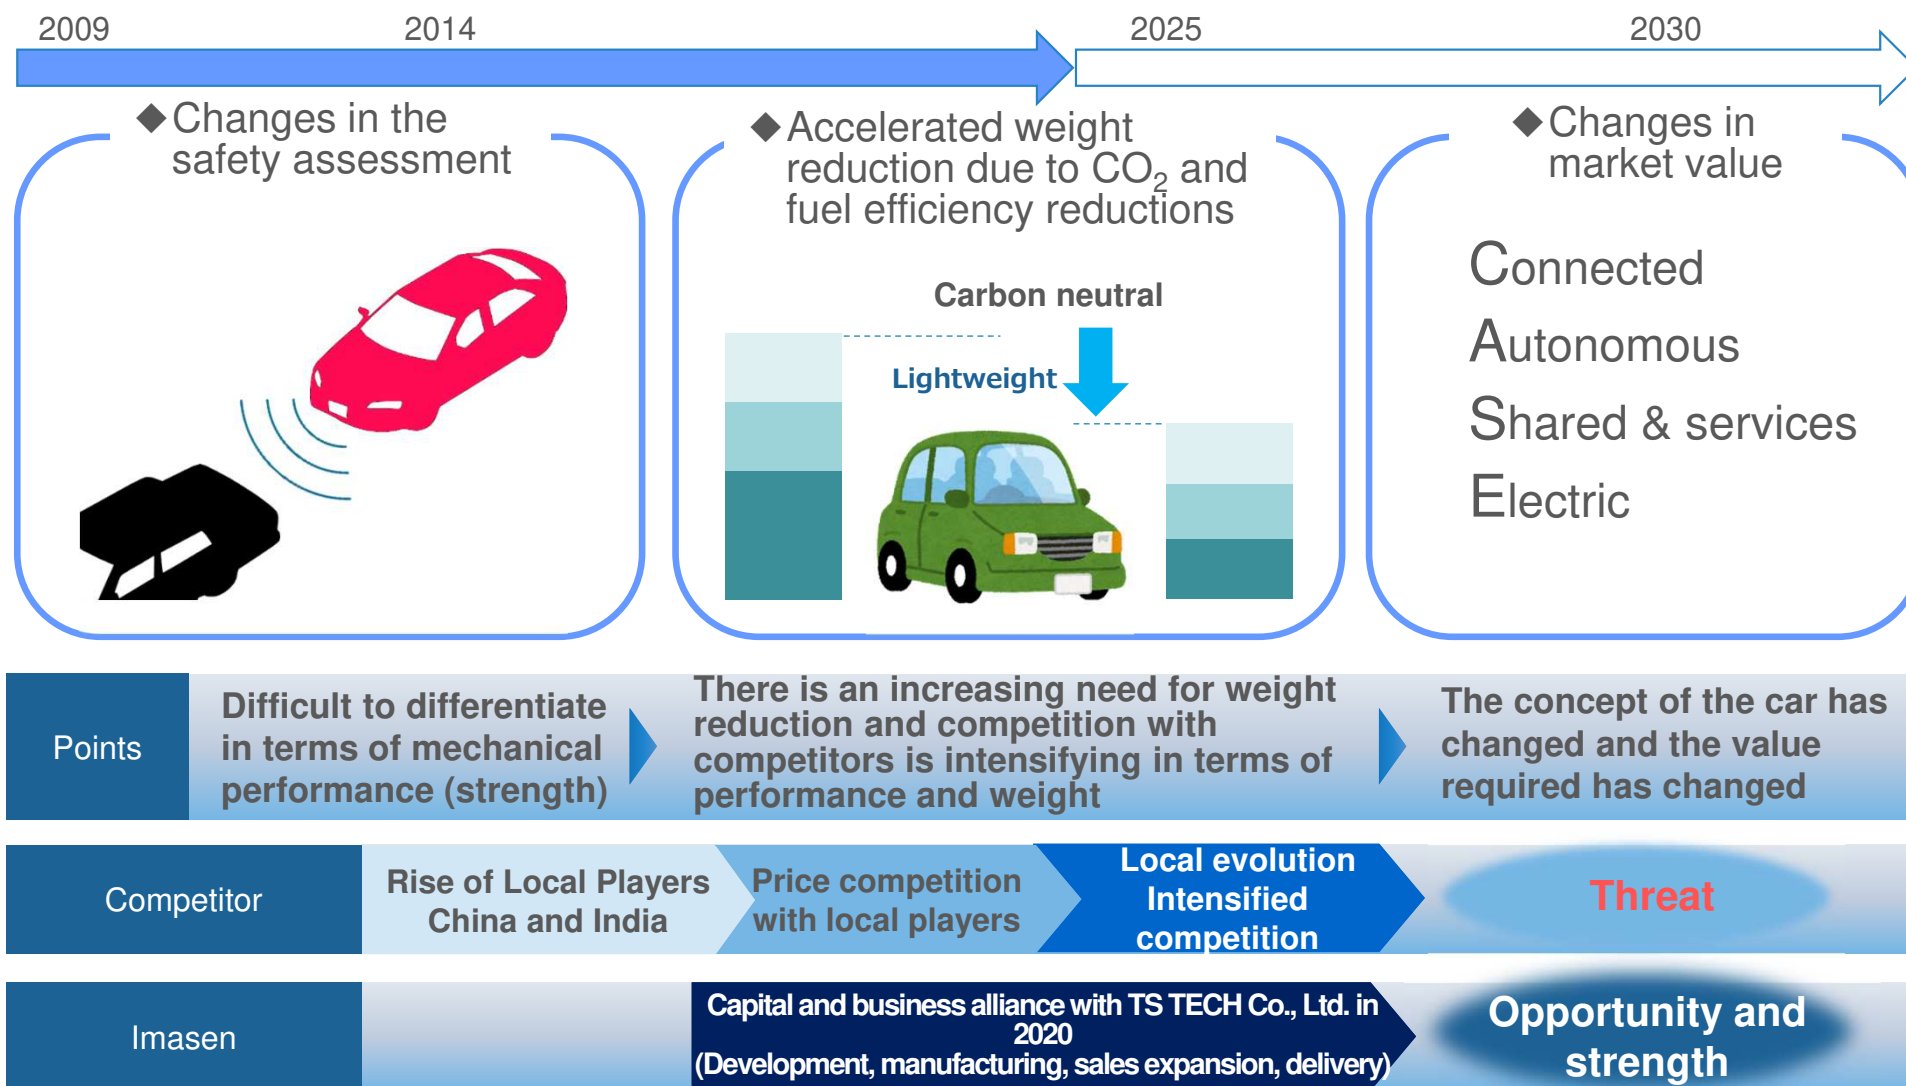 2009
2014
2025
2030
◆Changes in the
safety assessment
◆Accelerated weight
reduction due to CO₂ and
fuel efficiency reductions
Carbon neutral
Lightweight
◆Changes in
market value
Connected
Autonomous
Shared & services
Electric
Points
Difficult to differentiate
in terms of mechanical
performance (strength)
There is an increasing need for weight
reduction and competition with
competitors is intensifying in terms of
performance and weight
The concept of the car has
changed and the value
required has changed
Competitor
Rise of Local Players
China and India
Price competition
with local players
Local evolution
Intensified
competition
Threat
Imasen
Capital and business alliance with TS TECH Co., Ltd. in
2020
(Development, manufacturing, sales expansion, delivery)
Opportunity and
strength